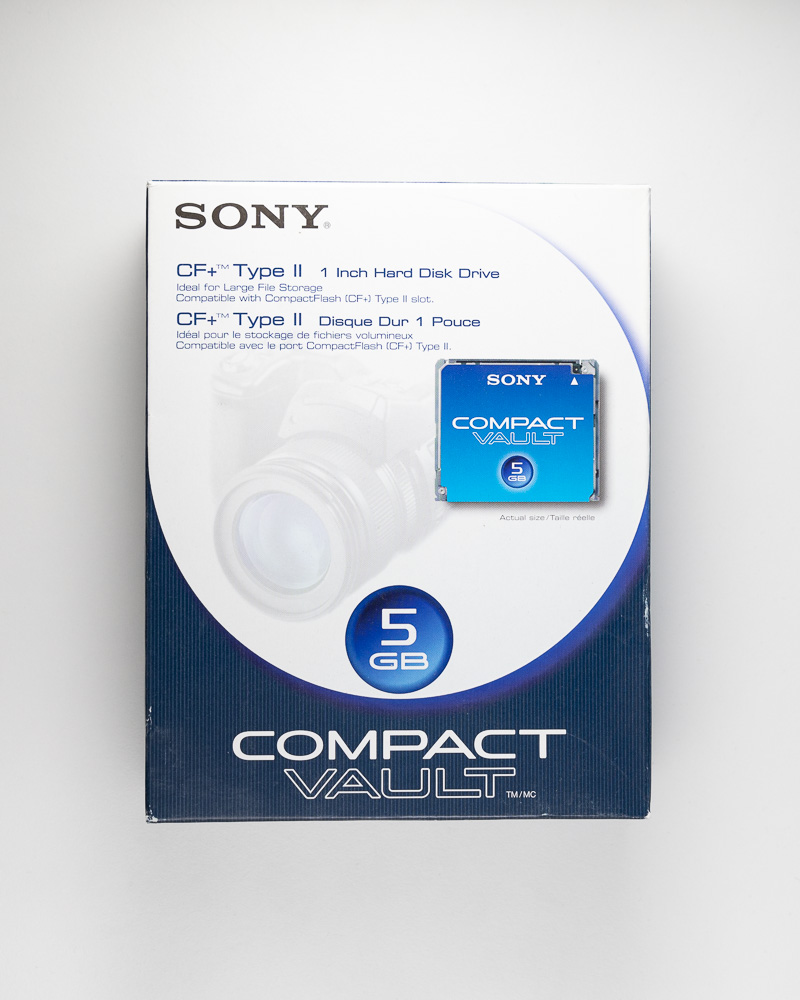 SONY®
CF+™ Type II 1 Inch Hard Disk Drive
Ideal for Large File Storage
Compatible with CompactFlash (CF+) Type II slot.
CF+™ Type II Disque Dur 1 Pouce
Idéal pour le stockage de fichiers volumineux
Compatible avec le port CompactFlash (CF+) Type II.
SONY
COMPACT
VAULT
5
GB
Actual size/Taille réelle
5
GB
COMPACT
VAULT TM/MC